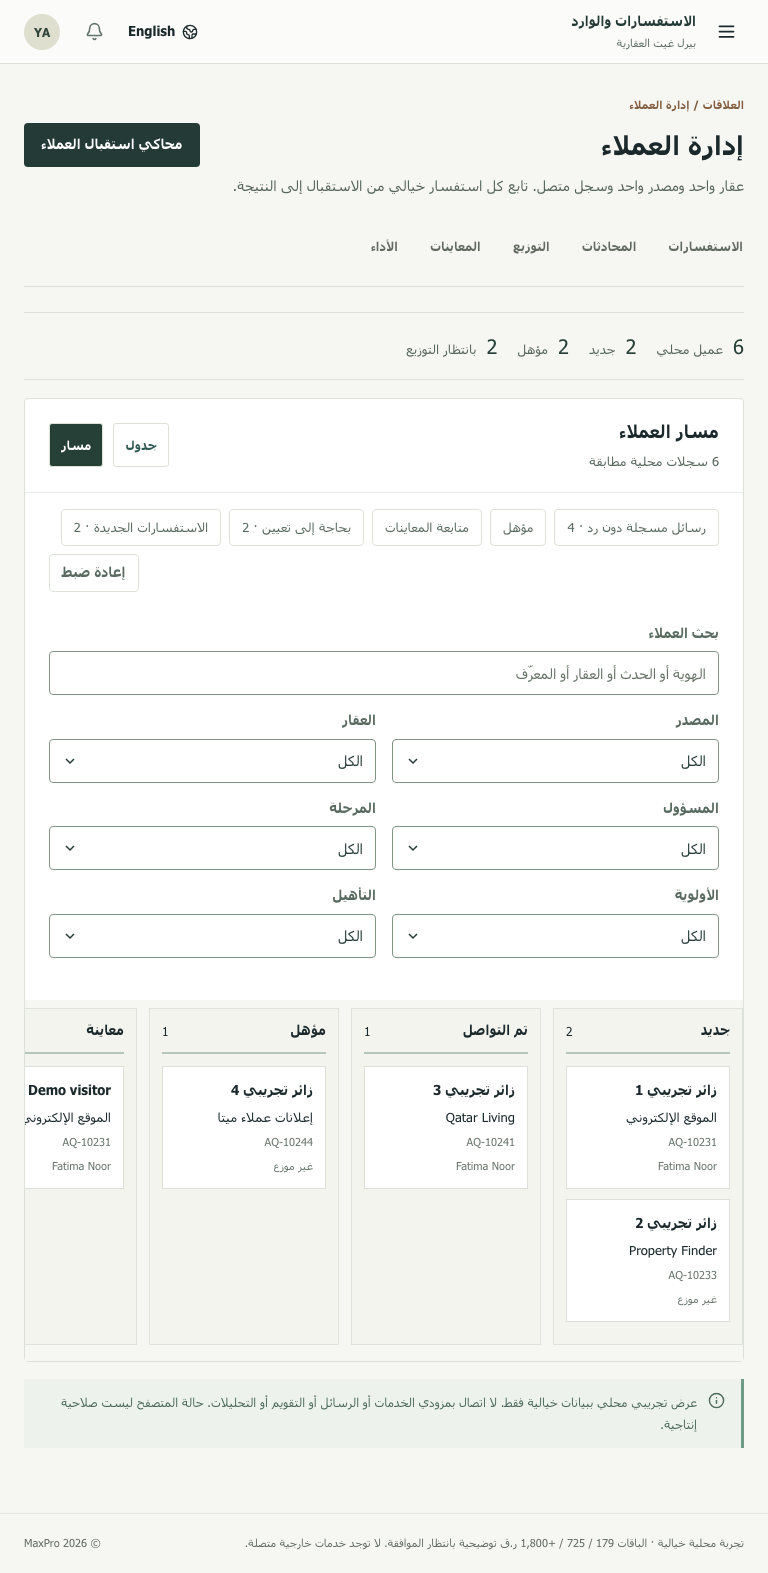 الاستفسارات والوارد
بيرل غيت العقارية
English
YA
العلاقات / إدارة العملاء
إدارة العملاء
محاكي استقبال العملاء
عقار واحد ومصدر واحد وسجل متصل. تابع كل استفسار خيالي من الاستقبال إلى النتيجة.
الاستفسارات المحادثات التوزيع المعاينات الأداء
6 عميل محلي 2 جديد 2 مؤهل 2 بانتظار التوزيع
مسار العملاء
6 سجلات محلية مطابقة
جدول
مسار
رسائل مسجلة دون رد · 4
مؤهل
متابعة المعاينات
بحاجة إلى تعيين · 2
الاستفسارات الجديدة · 2
إعادة ضبط
بحث العملاء
الهوية أو الحدث أو العقار أو المعرّف
المصدر
العقار
الكل
الكل
المسؤول
المرحلة
الكل
الكل
الأولوية
التأهيل
الكل
الكل
جديد 2
زائر تجريبي 1
الموقع الإلكتروني
AQ-10231
Fatima Noor
زائر تجريبي 2
Property Finder
AQ-10233
غير موزع
تم التواصل 1
زائر تجريبي 3
Qatar Living
AQ-10241
Fatima Noor
مؤهل 1
زائر تجريبي 4
إعلانات عملاء ميتا
AQ-10244
غير موزع
معاينة
Demo visitor
الموقع الإلكتروني
AQ-10231
Fatima Noor
عرض تجريبي محلي ببيانات خيالية فقط. لا اتصال بمزودي الخدمات أو الرسائل أو التقويم أو التحليلات. حالة المتصفح ليست صلاحية
إنتاجية.
تجربة محلية خيالية · الباقات 179 / 725 / +1,800 ر.ق توضيحية بانتظار الموافقة. لا توجد خدمات خارجية متصلة.
© 2026 MaxPro